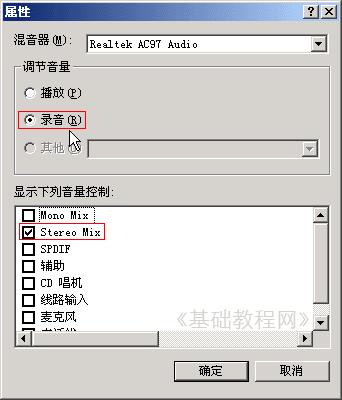 属性
混音器(M): Realtek AC97 Audio
调节音量
播放(P)
录音(R)
其他
显示下列音量控制:
Mono Mix
Stereo Mix
SPDIF
辅助
CD 唱机
线路输入
麦克风
《基础教程网》
确定 取消